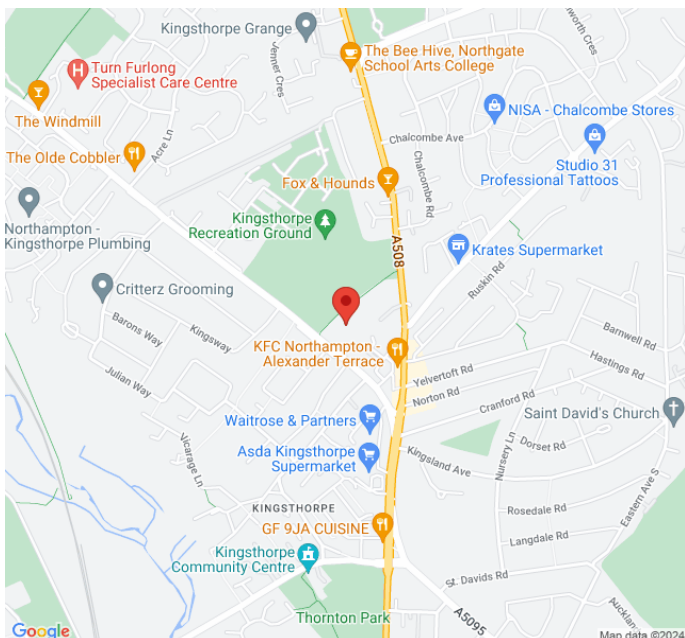 Kingsthorpe Grange
Jenner Cres
The Bee Hive, Northgate
School Arts College
Turn Furlong
Specialist Care Centre
NISA - Chalcombe Stores
The Windmill
Acre Ln
Chalcombe Ave
The Olde Cobbler
Studio 31
Professional Tattoos
Chalcombe Rd
Fox & Hounds
Northampton -
Kingsthorpe Plumbing
Kingsthorpe
Recreation Ground
A508
Krates Supermarket
Ruskin Rd
Critterz Grooming
Barons Way
Kingsway
KFC Northampton -
Alexander Terrace
Barnwell Rd
Hastings Rd
Julian Way
Yelvertoft Rd
Norton Rd
Cranford Rd
Saint David's Church
Waitrose & Partners
Asda Kingsthorpe
Supermarket
Kingsland Ave
Nursery Ln
Dorset Rd
Vicarage Ln
Eastern Ave S
KINGSTHORPE
Rosedale Rd
GF 9JA CUISINE
Langdale Rd
Kingsthorpe
Community Centre
St. Davids Rd
Thornton Park
A5095
Google
Map data ©2024